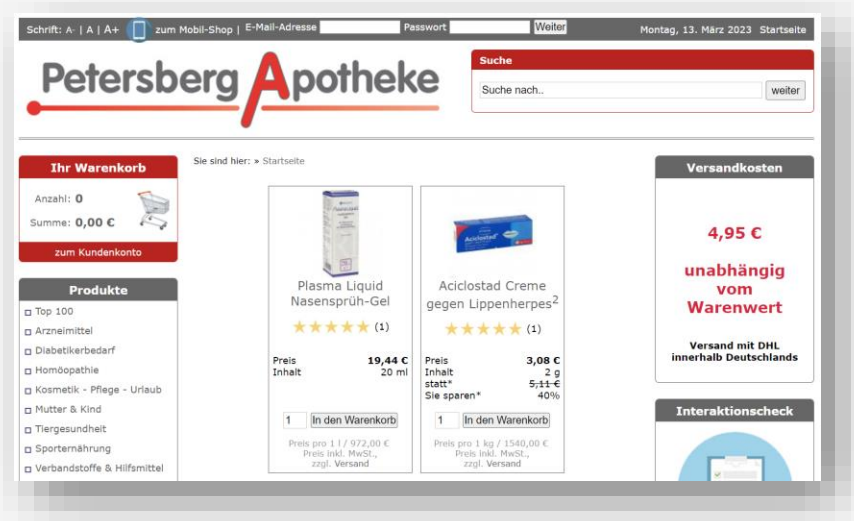 Schrift: A- | A | A+ zum Mobil-Shop | E-Mail-Adresse Passwort Weiter Montag, 13. März 2023 Startseite
Petersberg Apotheke
Suche
Suche nach.. weiter
Ihr Warenkorb
Anzahl: 0
Summe: 0,00 €
zum Kundenkonto
Produkte
Top 100
Arzneimittel
Diabetikerbedarf
Homöopathie
Kosmetik - Pflege - Urlaub
Mutter & Kind
Tiergesundheit
Sporternährung
Verbandstoffe & Hilfsmittel
Sie sind hier: » Startseite
Plasma Liquid
Nasensprüh-Gel
(1)
Preis 19,44 €
Inhalt 20 ml
1 In den Warenkorb
Preis pro 1 l / 972,00 €
Preis inkl. MwSt.,
zzgl. Versand
Aciclostad
Aciclostad Creme
gegen Lippenherpes2
(1)
Preis 3,08 €
Inhalt 2 g
statt* 5,11 €
Sie sparen* 40%
1 In den Warenkorb
Preis pro 1 kg / 1540,00 €
Preis inkl. MwSt.,
zzgl. Versand
Versandkosten
4,95 €
unabhängig
vom
Warenwert
Versand mit DHL
innerhalb Deutschlands
Interaktionscheck